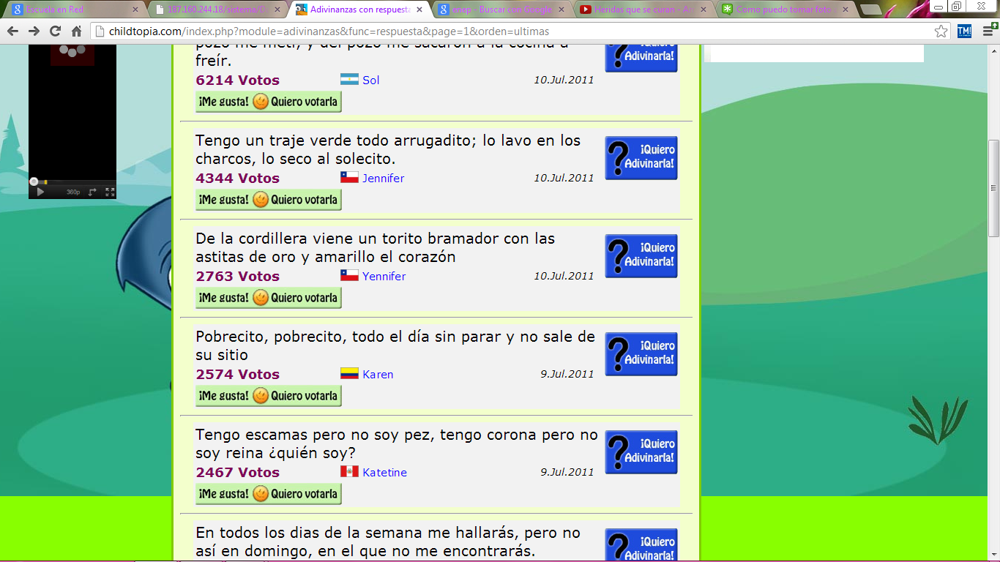 Escuela en Red
187.160.244.18/sistema/D
Adivinanzas con respuesta
enep - Buscar con Google
Heridas que se curan - Ar
Como puedo tomar foto
childtopia.com/index.php?module=adivinanzas&func=respuesta&page=1&orden=ultimas
TM!
pozo me metí, y del pozo me sacaron a la cocina a
freír.
¡Quiero
Adivinarla!
6214 Votos
Sol
10.Jul.2011
¡Me gusta! Quiero votarla
Tengo un traje verde todo arrugadito; lo lavo en los
charcos, lo seco al solecito.
¡Quiero
Adivinarla!
4344 Votos
Jennifer
10.Jul.2011
¡Me gusta! Quiero votarla
360p
De la cordillera viene un torito bramador con las
astitas de oro y amarillo el corazón
¡Quiero
Adivinarla!
2763 Votos
Yennifer
10.Jul.2011
¡Me gusta! Quiero votarla
Pobrecito, pobrecito, todo el día sin parar y no sale de
su sitio
¡Quiero
Adivinarla!
2574 Votos
Karen
9.Jul.2011
¡Me gusta! Quiero votarla
Tengo escamas pero no soy pez, tengo corona pero no
soy reina ¿quién soy?
¡Quiero
Adivinarla!
2467 Votos
Katetine
9.Jul.2011
¡Me gusta! Quiero votarla
En todos los dias de la semana me hallarás, pero no
así en domingo, en el que no me encontrarás.
¡Quiero
Adivinarla!